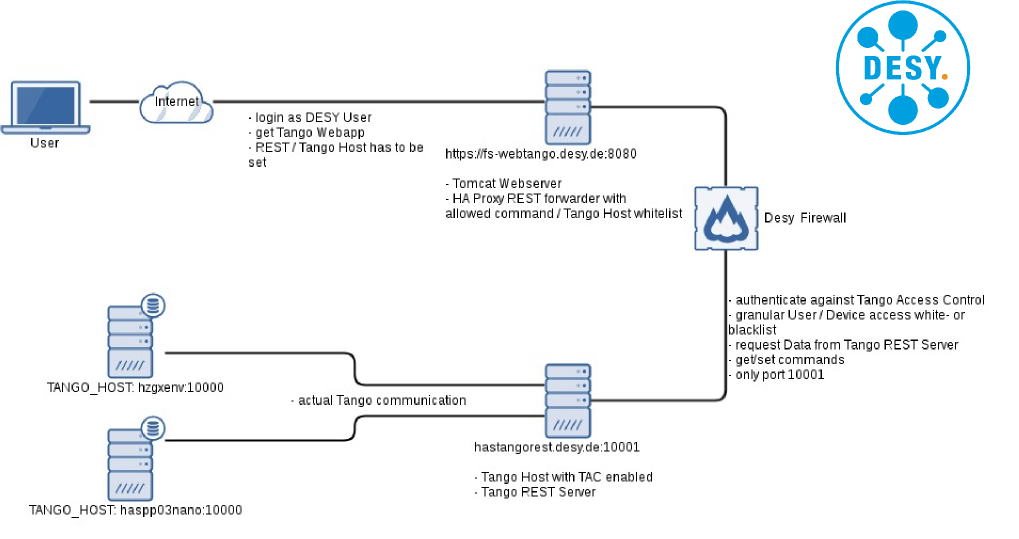 DESY.
Internet
User
- login as DESY User
- get Tango Webapp
- REST / Tango Host has to be
set
https://fs-webtango.desy.de:8080
- Tomcat Webserver
- HA Proxy REST forwarder with
allowed command / Tango Host whitelist
Desy Firewall
- authenticate against Tango Access Control
- granular User / Device access white- or
blacklist
- request Data from Tango REST Server
- get/set commands
- only port 10001
TANGO_HOST: hzgxenv:10000
- actual Tango communication
hastangorest.desy.de:10001
- Tango Host with TAC enabled
- Tango REST Server
TANGO_HOST: haspp03nano:10000